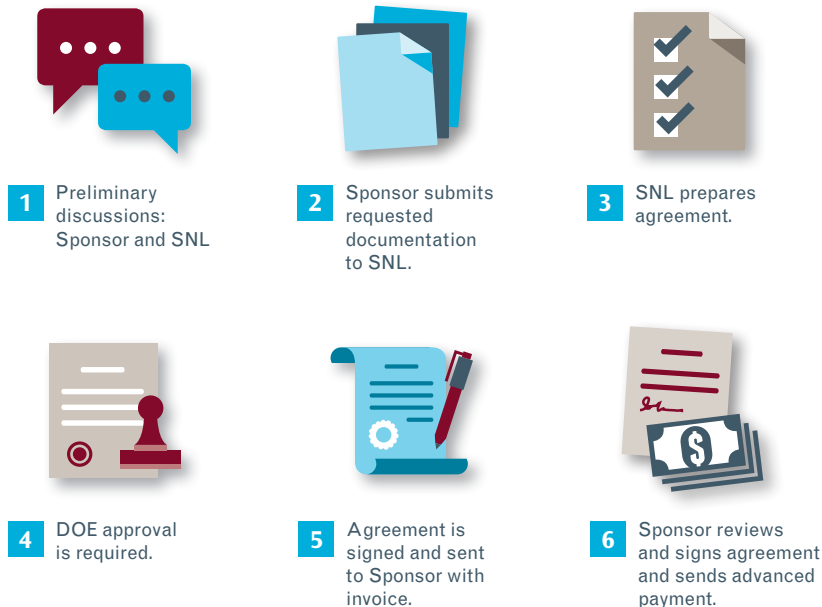 1
Preliminary
discussions:
Sponsor and SNL
2
Sponsor submits
requested
documentation
to SNL.
3
SNL prepares
agreement.
4
DOE approval
is required.
5
Agreement is
signed and sent
to Sponsor with
invoice.
$
6
Sponsor reviews
and signs agreement
and sends advanced
payment.